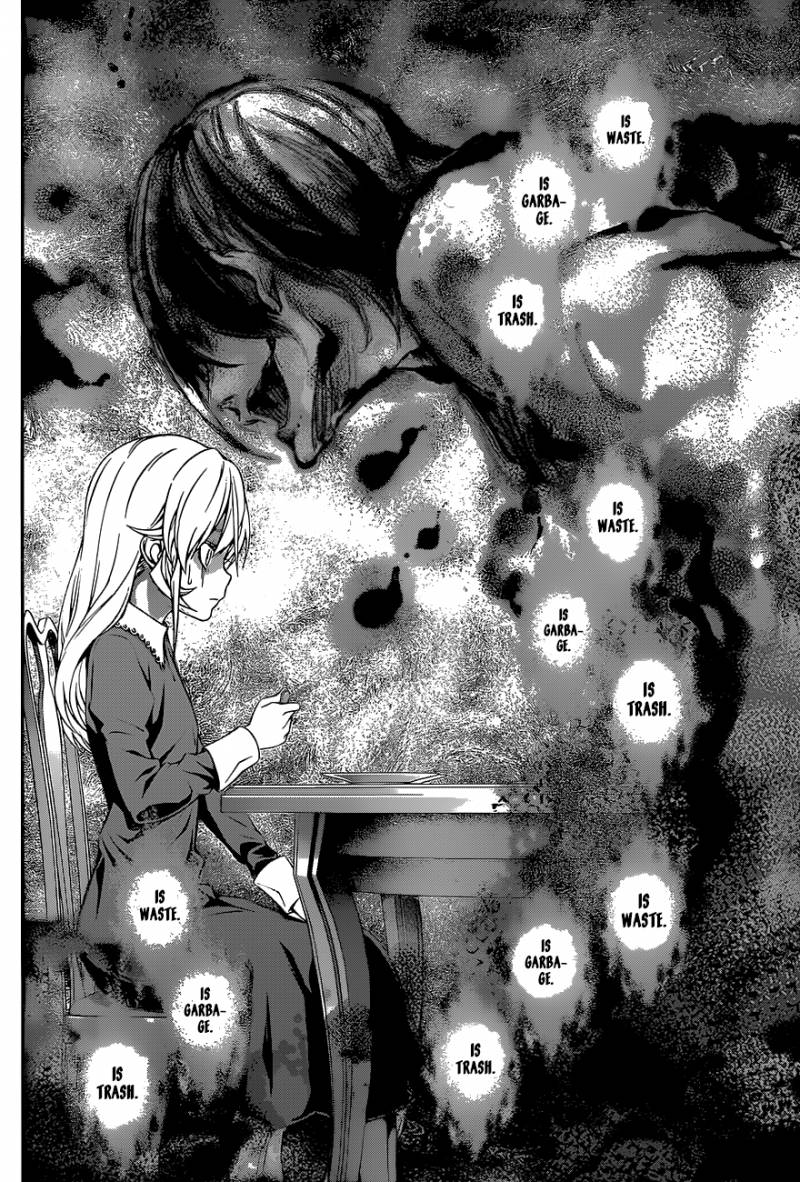 IS
WASTE.
IS
GARBA-
GE.
IS
TRASH.
IS
WASTE.
IS
GARBA-
GE.
IS
TRASH.
IS
WASTE.
IS
GARBA-
GE.
IS
TRASH.
IS
WASTE.
IS
GARBA-
GE.
IS
TRASH.